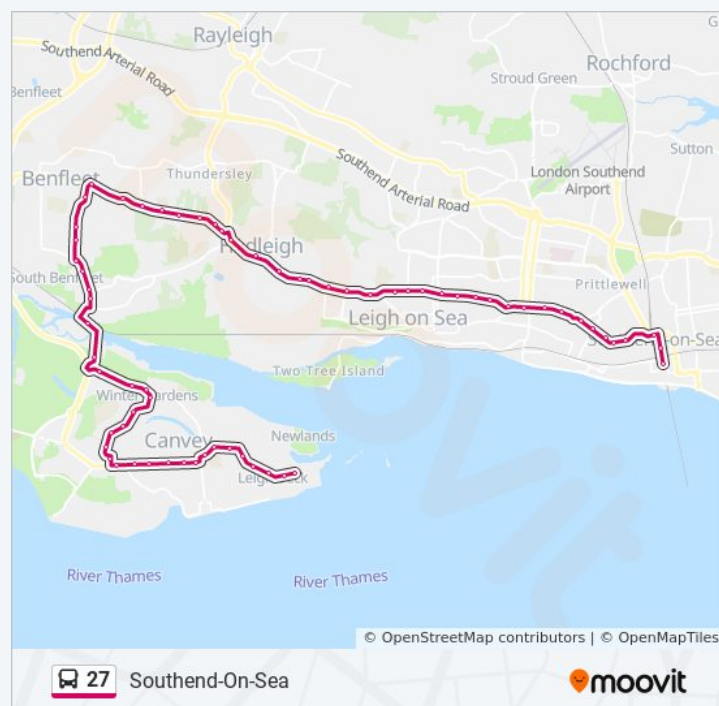 Rayleigh
Rochford
Southend Arterial Road
Stroud Green
Benfleet
Sutton
London Southend
Airport
Thundersley
Benfleet
Southend Arterial Road
Hadleigh
South Benfleet
Prittlewell
Leigh on Sea
Two Tree Island
Winter Gardens
Canvey
Newlands
River Thames
River Thames
© OpenStreetMap contributors | © OpenMapTiles
27 Southend-On-Sea
moovit